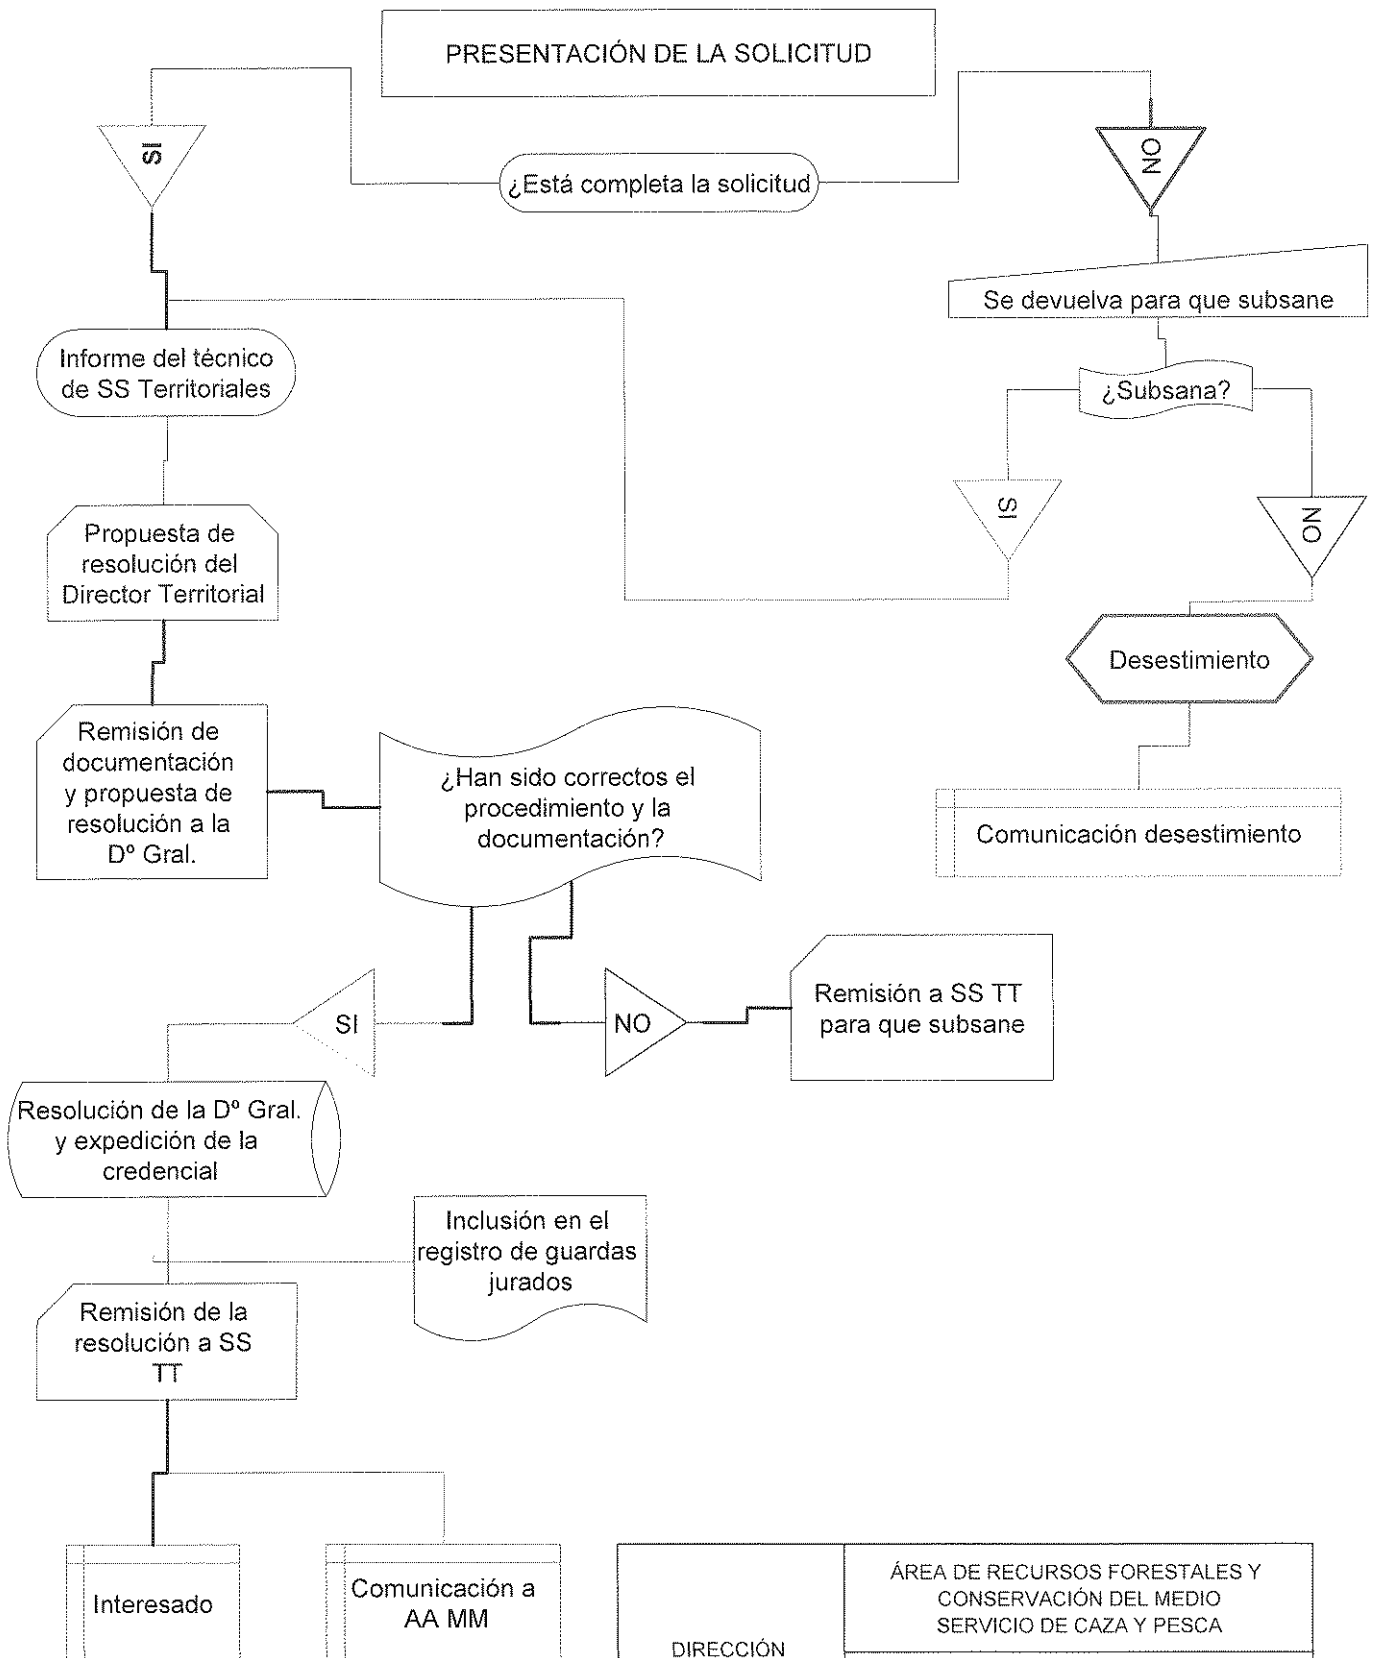 PRESENTACIÓN DE LA SOLICITUD
SI
¿Está completa la solicitud
NO
Se devuelva para que subsane
¿Subsana?
SI
NO
Desestimiento
Comunicación desestimiento
Informe del técnico
de SS Territoriales
Propuesta de
resolución del
Director Territorial
Remisión de
documentación
y propuesta de
resolución a la
Dº Gral.
¿Han sido correctos el
procedimiento y la
documentación?
SI
NO
Remisión a SS TT
para que subsane
Resolución de la Dº Gral.
y expedición de la
credencial
Inclusión en el
registro de guardas
jurados
Remisión de la
resolución a SS
TT
Interesado
Comunicación a
AA MM
DIRECCIÓN
ÁREA DE RECURSOS FORESTALES Y
CONSERVACIÓN DEL MEDIO
SERVICIO DE CAZA Y PESCA